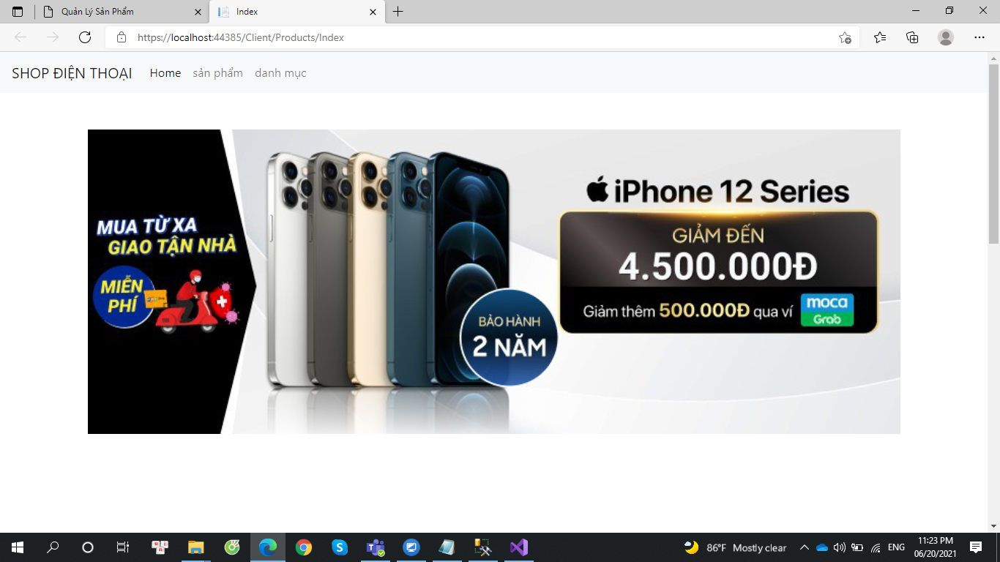 Quản Lý Sản Phẩm
Index
https://localhost:44385/Client/Products/Index
SHOP ĐIỆN THOẠI Home sản phẩm danh mục
MUA TỪ XA
GIAO TẬN NHÀ
MIỄN
PHÍ
iPhone 12 Series
GIẢM ĐẾN
4.500.000Đ
Giảm thêm 500.000Đ qua ví
moca
Grab
BẢO HÀNH
2 NĂM
86°F Mostly clear
ENG
11:23 PM
06/20/2021